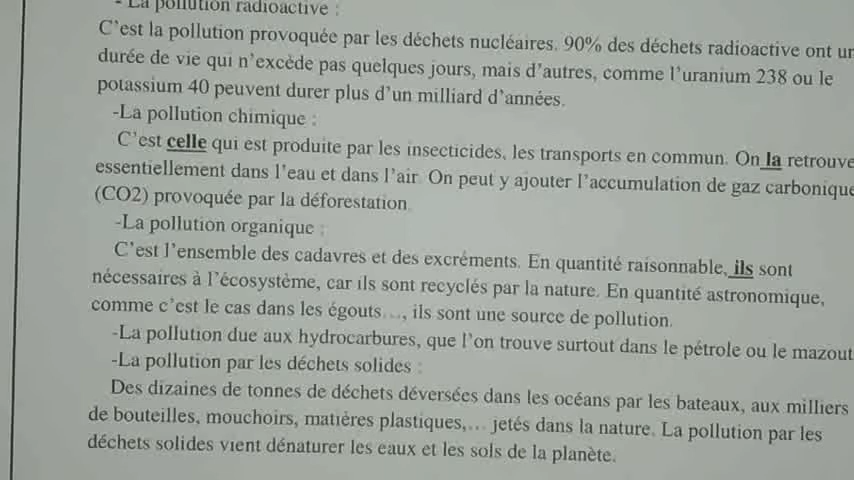 - La pollution radioactive :
C'est la pollution provoquée par les déchets nucléaires. 90% des déchets radioactive ont un
durée de vie qui n'excède pas quelques jours, mais d'autres, comme l'uranium 238 ou le
potassium 40 peuvent durer plus d'un milliard d'années.
-La pollution chimique :
C'est celle qui est produite par les insecticides, les transports en commun. On la retrouve
essentiellement dans l'eau et dans l'air. On peut y ajouter l'accumulation de gaz carbonique
(CO2) provoquée par la déforestation.
-La pollution organique :
C'est l'ensemble des cadavres et des excréments. En quantité raisonnable, ils sont
nécessaires à l'écosystème, car ils sont recyclés par la nature. En quantité astronomique,
comme c'est le cas dans les égouts..., ils sont une source de pollution.
-La pollution due aux hydrocarbures, que l'on trouve surtout dans le pétrole ou le mazout
-La pollution par les déchets solides :
Des dizaines de tonnes de déchets déversées dans les océans par les bateaux, aux milliers
de bouteilles, mouchoirs, matières plastiques,... jetés dans la nature. La pollution par les
déchets solides vient dénaturer les eaux et les sols de la planète.